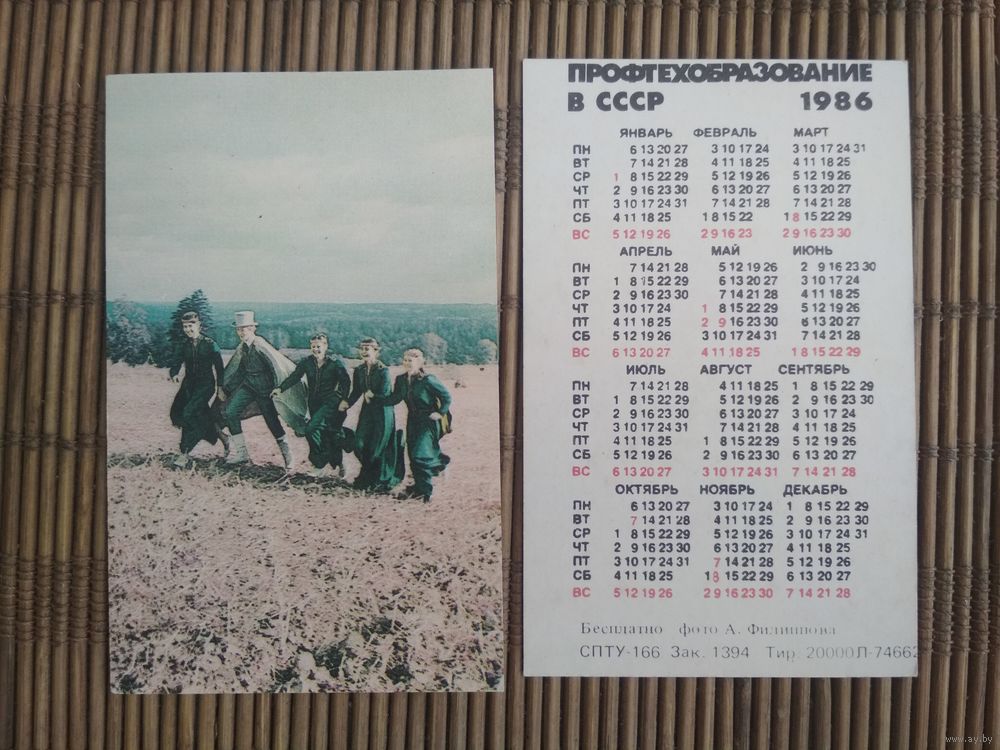 ПРОФТЕХОБРАЗОВАНИЕ
В СССР 1986
ЯНВАРЬ ФЕВРАЛЬ МАРТ
ПН 6 13 20 27 3 10 17 24 3 10 17 24 31
ВТ 7 14 21 28 4 11 18 25 4 11 18 25
СР 1 8 15 22 29 5 12 19 26 5 12 19 26
ЧТ 2 9 16 23 30 6 13 20 27 6 13 20 27
ПТ 3 10 17 24 31 7 14 21 28 7 14 21 28
СБ 4 11 18 25 1 8 15 22 1 8 15 22 29
ВС 5 12 19 26 2 9 16 23 2 9 16 23 30
АПРЕЛЬ МАЙ ИЮНЬ
ПН 7 14 21 28 5 12 19 26 2 9 16 23 30
ВТ 1 8 15 22 29 6 13 20 27 3 10 17 24
СР 2 9 16 23 30 7 14 21 28 4 11 18 25
ЧТ 3 10 17 24 1 8 15 22 29 5 12 19 26
ПТ 4 11 18 25 2 9 16 23 30 6 13 20 27
СБ 5 12 19 26 3 10 17 24 31 7 14 21 28
ВС 6 13 20 27 4 11 18 25 1 8 15 22 29
ИЮЛЬ АВГУСТ СЕНТЯБРЬ
ПН 7 14 21 28 4 11 18 25 1 8 15 22 29
ВТ 1 8 15 22 29 5 12 19 26 2 9 16 23 30
СР 2 9 16 23 30 6 13 20 27 3 10 17 24
ЧТ 3 10 17 24 31 7 14 21 28 4 11 18 25
ПТ 4 11 18 25 1 8 15 22 29 5 12 19 26
СБ 5 12 19 26 2 9 16 23 30 6 13 20 27
ВС 6 13 20 27 3 10 17 24 31 7 14 21 28
ОКТЯБРЬ НОЯБРЬ ДЕКАБРЬ
ПН 6 13 20 27 3 10 17 24 1 8 15 22 29
ВТ 7 14 21 28 4 11 18 25 2 9 16 23 30
СР 1 8 15 22 29 5 12 19 26 3 10 17 24 31
ЧТ 2 9 16 23 30 6 13 20 27 4 11 18 25
ПТ 3 10 17 24 31 7 14 21 28 5 12 19 26
СБ 4 11 18 25 1 8 15 22 29 6 13 20 27
ВС 5 12 19 26 2 9 16 23 30 7 14 21 28
Бесплатно фото А. Филиппова
СПТУ-166 Зак. 1394 Тир. 20000 Л-74662
www.ay.by